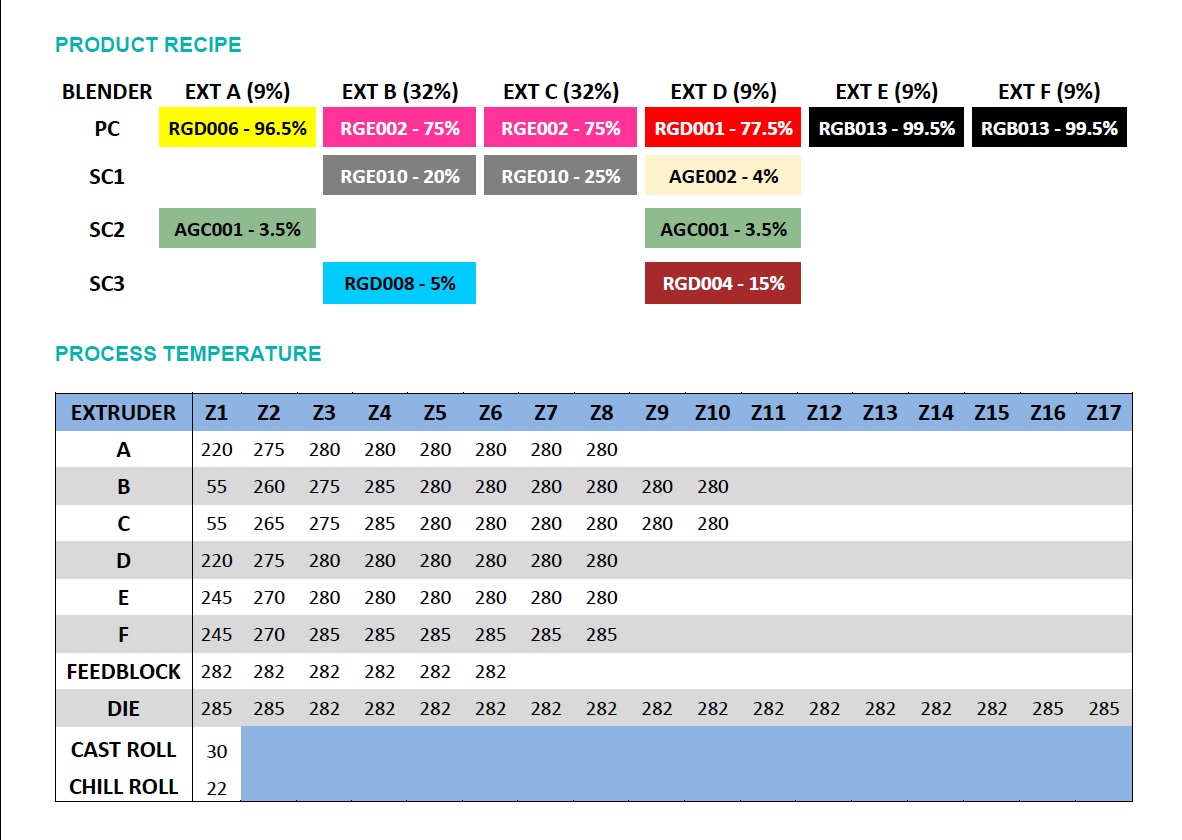 PRODUCT RECIPE
BLENDER EXT A (9%) EXT B (32%) EXT C (32%) EXT D (9%) EXT E (9%) EXT F (9%)
PC RGD006 - 96.5% RGE002 - 75% RGE002 - 75% RGD001 - 77.5% RGB013 - 99.5% RGB013 - 99.5%
SC1 RGE010 - 20% RGE010 - 25% AGE002 - 4%
SC2 AGC001 - 3.5% AGC001 - 3.5%
SC3 RGD008 - 5% RGD004 - 15%
PROCESS TEMPERATURE
EXTRUDER Z1 Z2 Z3 Z4 Z5 Z6 Z7 Z8 Z9 Z10 Z11 Z12 Z13 Z14 Z15 Z16 Z17
A 220 275 280 280 280 280 280 280
B 55 260 275 285 280 280 280 280 280 280
C 55 265 275 285 280 280 280 280 280 280
D 220 275 280 280 280 280 280 280
E 245 270 280 280 280 280 280 280
F 245 270 285 285 285 285 285 285
FEEDBLOCK 282 282 282 282 282 282
DIE 285 285 282 282 282 282 282 282 282 282 282 282 282 282 282 285 285
CAST ROLL 30
CHILL ROLL 22